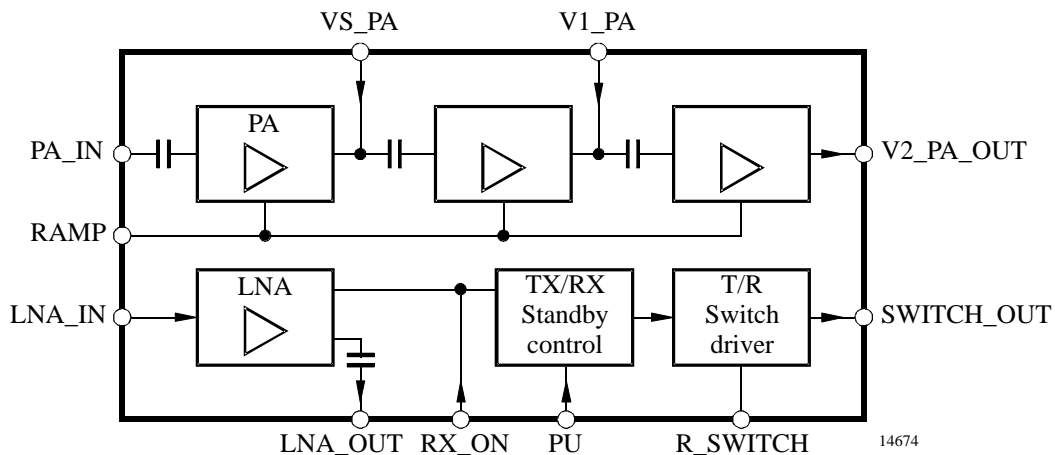 VS_PA
V1_PA
PA
PA_IN
V2_PA_OUT
RAMP
LNA
TX/RX
Standby
control
T/R
Switch
driver
LNA_IN
SWITCH_OUT
LNA_OUT
RX_ON
PU
R_SWITCH
14674